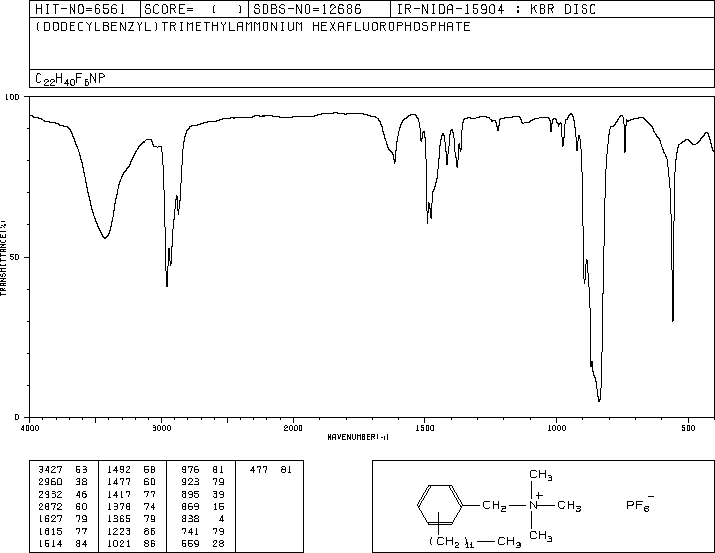 HIT-NO=6561 SCORE= ( ) SDBS-NO=12686 IR-NIDA-15904 : KBR DISC
(DODECYLBENZYL)TRIMETHYLAMMONIUM HEXAFLUOROPHOSPHATE
C22H40F6NP
100
50
0
TRANSMITTANCE(%)
4000 3000 2000 1500 1000 500
WAVENUMBER(-1)
3427 53 1492 58 976 81 477 81
2960 38 1477 60 923 79
2932 46 1417 77 895 39
2872 60 1378 74 869 15
1627 79 1365 79 838 4
1615 77 1223 86 741 79
1514 84 1021 86 559 28
CH3
CH2 N+ CH3
CH3
(CH2)11 CH3
PF6−